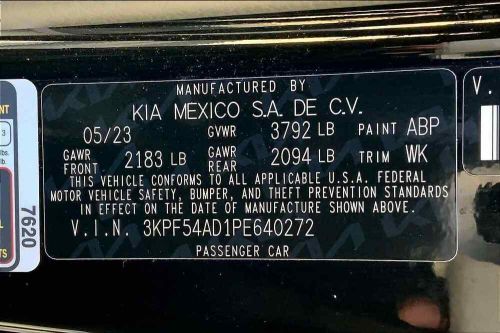 MANUFACTURED BY
KIA MEXICO S.A. DE C.V.
05/23 GVWR 3792 LB PAINT ABP
GAWR FRONT 2183 LB GAWR REAR 2094 LB TRIM WK
THIS VEHICLE CONFORMS TO ALL APPLICABLE U.S.A. FEDERAL
MOTOR VEHICLE SAFETY, BUMPER, AND THEFT PREVENTION STANDARDS
IN EFFECT ON THE DATE OF MANUFACTURE SHOWN ABOVE.
V.I.N. 3KPF54AD1PE640272
PASSENGER CAR
7620
V.